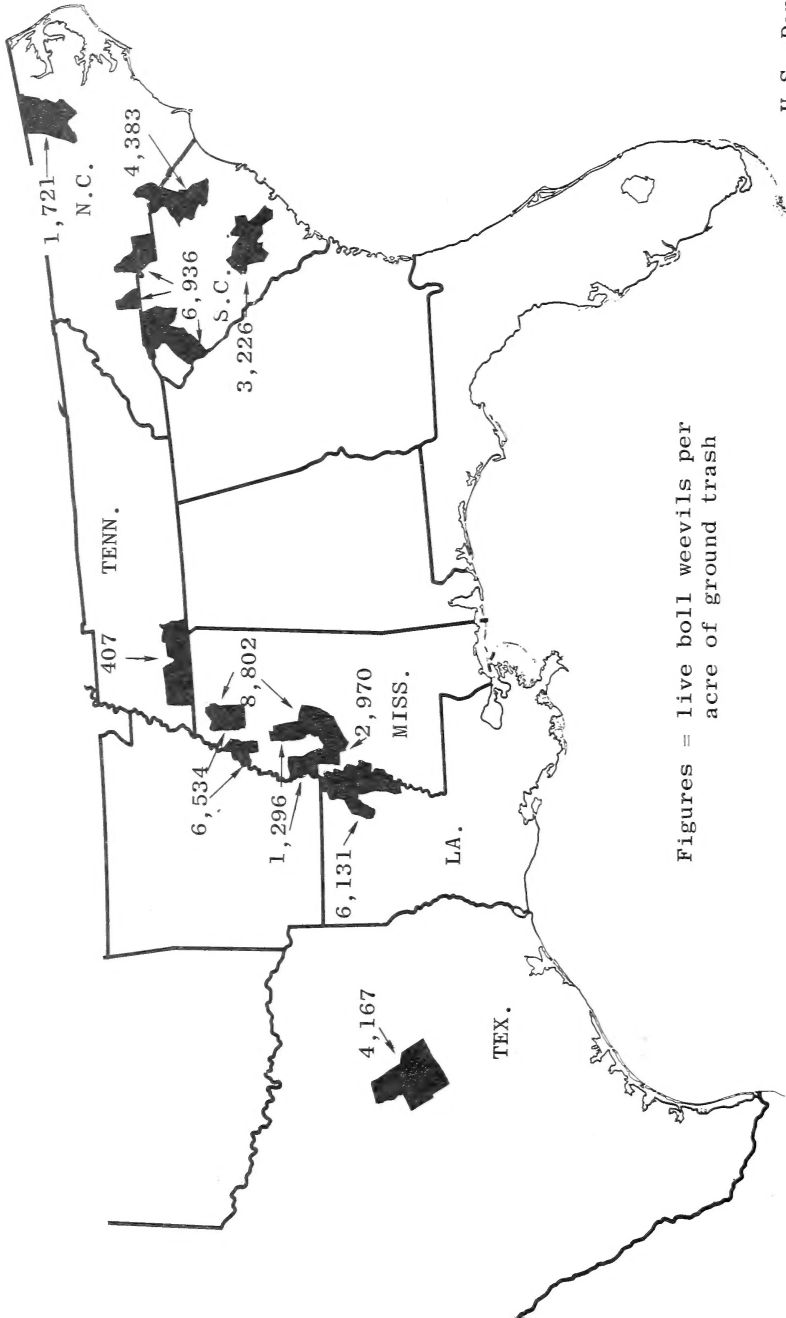 1,721
N.C.
4,383
6,936
S.C.
3,226
TENN.
407
8,802
6,534
1,296
2,970
MISS.
6,131
LA.
4,167
TEX.
Figures = live boll weevils per
acre of ground trash